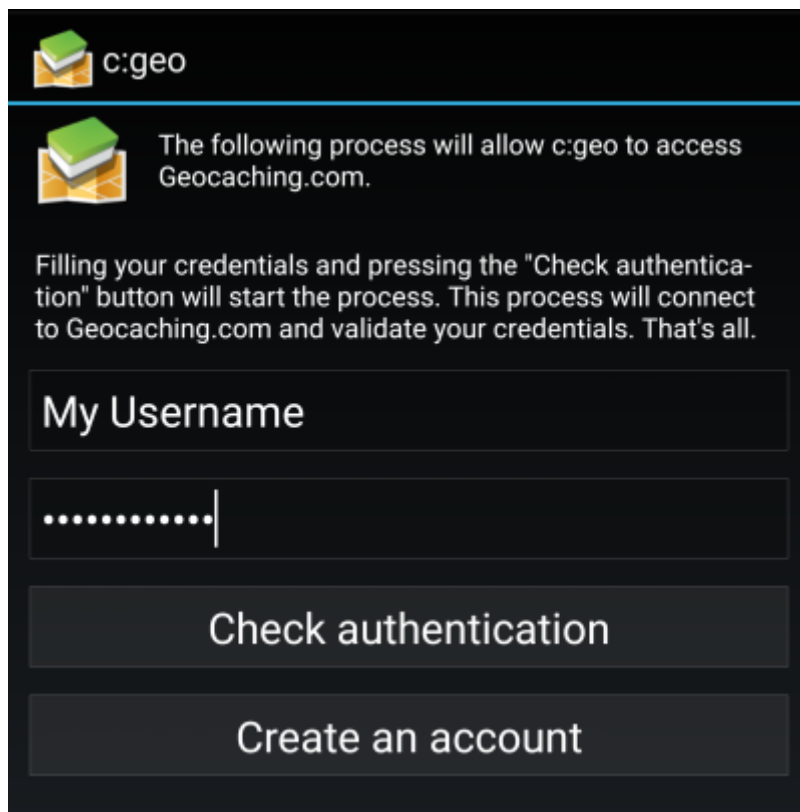 c:geo
The following process will allow c:geo to access
Geocaching.com.
Filling your credentials and pressing the "Check authentica-
tion" button will start the process. This process will connect
to Geocaching.com and validate your credentials. That's all.
My Username
••••••••••••
Check authentication
Create an account